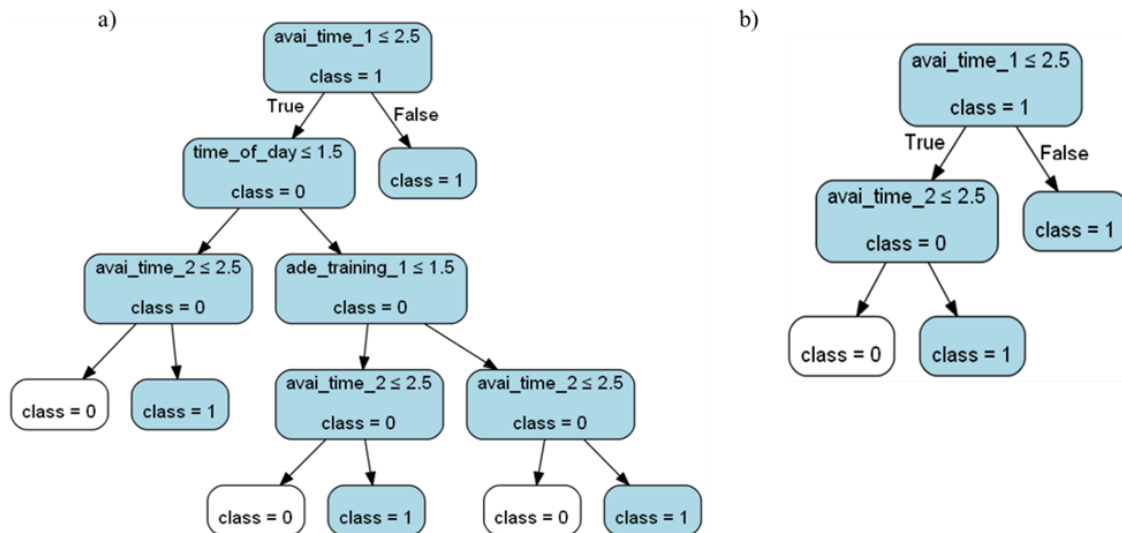 a)
avai_time_1 ≤ 2.5
class = 1
True
False
time_of_day ≤ 1.5
class = 0
class = 1
avai_time_2 ≤ 2.5
class = 0
ade_training_1 ≤ 1.5
class = 0
class = 0
class = 1
avai_time_2 ≤ 2.5
class = 0
avai_time_2 ≤ 2.5
class = 0
class = 0
class = 1
class = 0
class = 1
b)
avai_time_1 ≤ 2.5
class = 1
True
False
avai_time_2 ≤ 2.5
class = 0
class = 1
class = 0
class = 1